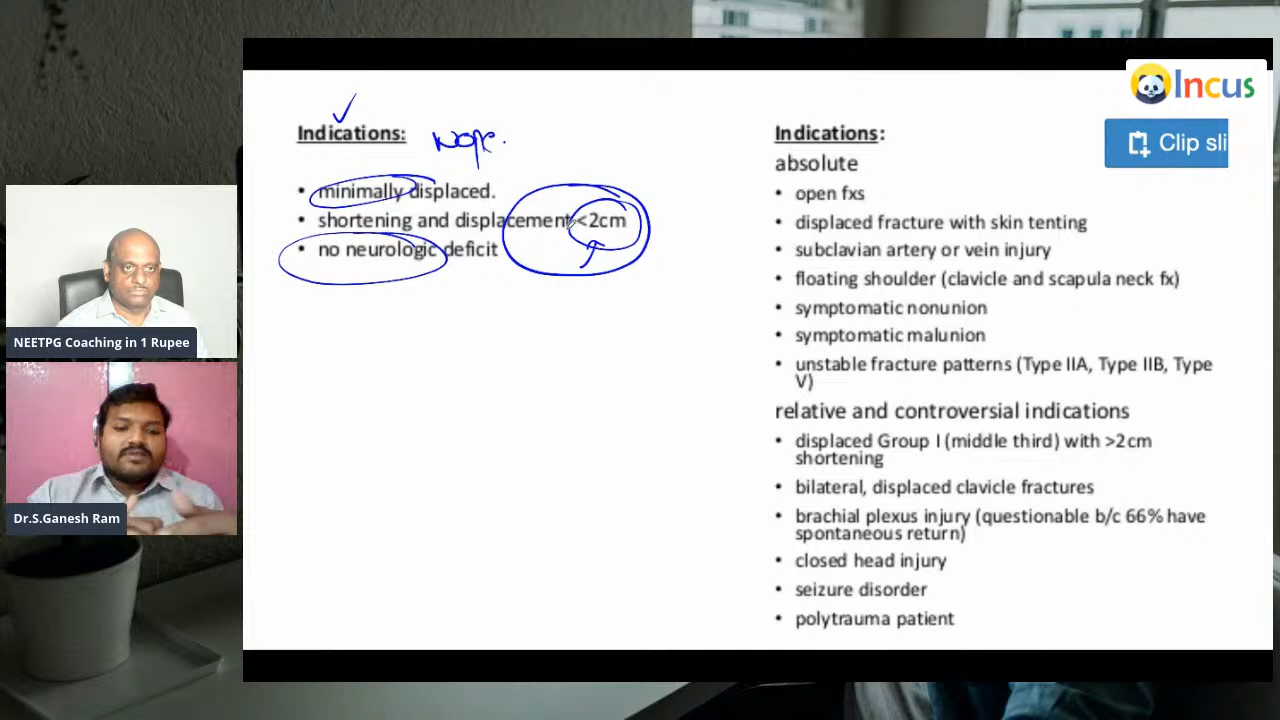 Incus
Clip sli
Indications:
minimally displaced.
shortening and displacement <2cm
no neurologic deficit
Indications:
absolute
open fxs
displaced fracture with skin tenting
subclavian artery or vein injury
floating shoulder (clavicle and scapula neck fx)
symptomatic nonunion
symptomatic malunion
unstable fracture patterns (Type IIA, Type IIB, Type
V)
relative and controversial indications
displaced Group I (middle third) with >2cm
shortening
bilateral, displaced clavicle fractures
brachial plexus injury (questionable b/c 66% have
spontaneous return)
closed head injury
seizure disorder
polytrauma patient
NEETPG Coaching in 1 Rupee
Dr.S.Ganesh Ram